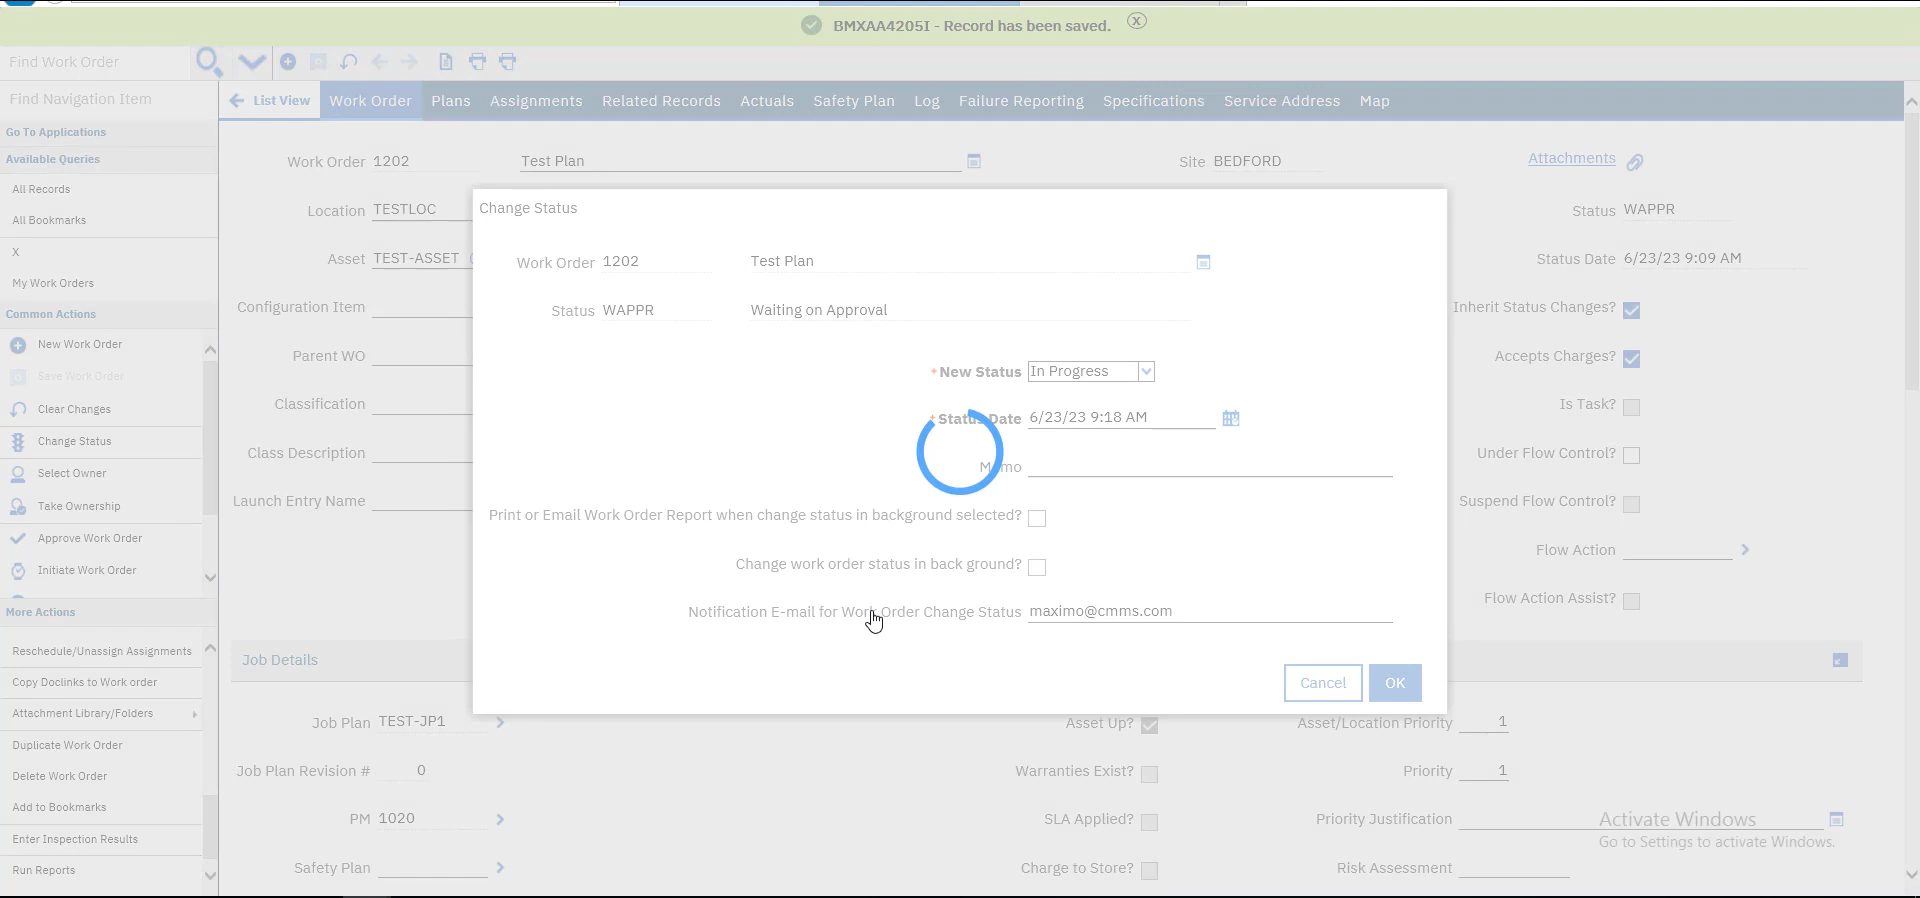 BMXAA4205I - Record has been saved.
Find Work Order
Find Navigation Item
List View Work Order Plans Assignments Related Records Actuals Safety Plan Log Failure Reporting Specifications Service Address Map
Go To Applications
Available Queries
All Records
All Bookmarks
X
My Work Orders
Common Actions
New Work Order
Save Work Order
Clear Changes
Change Status
Select Owner
Take Ownership
Approve Work Order
Initiate Work Order
More Actions
Reschedule/Unassign Assignments
Copy Doclinks to Work order
Attachment Library/Folders
Duplicate Work Order
Delete Work Order
Add to Bookmarks
Enter Inspection Results
Run Reports
Work Order 1202 Test Plan Site BEDFORD Attachments
Location TESTLOC
Status WAPPR
Asset TEST-ASSET
Status Date 6/23/23 9:09 AM
Configuration Item
Inherit Status Changes?
Parent WO
Accepts Charges?
Classification
Is Task?
Class Description
Under Flow Control?
Launch Entry Name
Suspend Flow Control?
Flow Action
Flow Action Assist?
Change Status
Work Order 1202 Test Plan
Status WAPPR Waiting on Approval
* New Status In Progress
* Status Date 6/23/23 9:18 AM
Memo
Print or Email Work Order Report when change status in background selected?
Change work order status in back ground?
Notification E-mail for Work Order Change Status maximo@cmms.com
Cancel OK
Job Details
Job Plan TEST-JP1 Asset Up? Asset/Location Priority 1
Job Plan Revision # 0 Warranties Exist? Priority 1
PM 1020 SLA Applied? Priority Justification
Safety Plan Charge to Store? Risk Assessment
Activate Windows
Go to Settings to activate Windows.